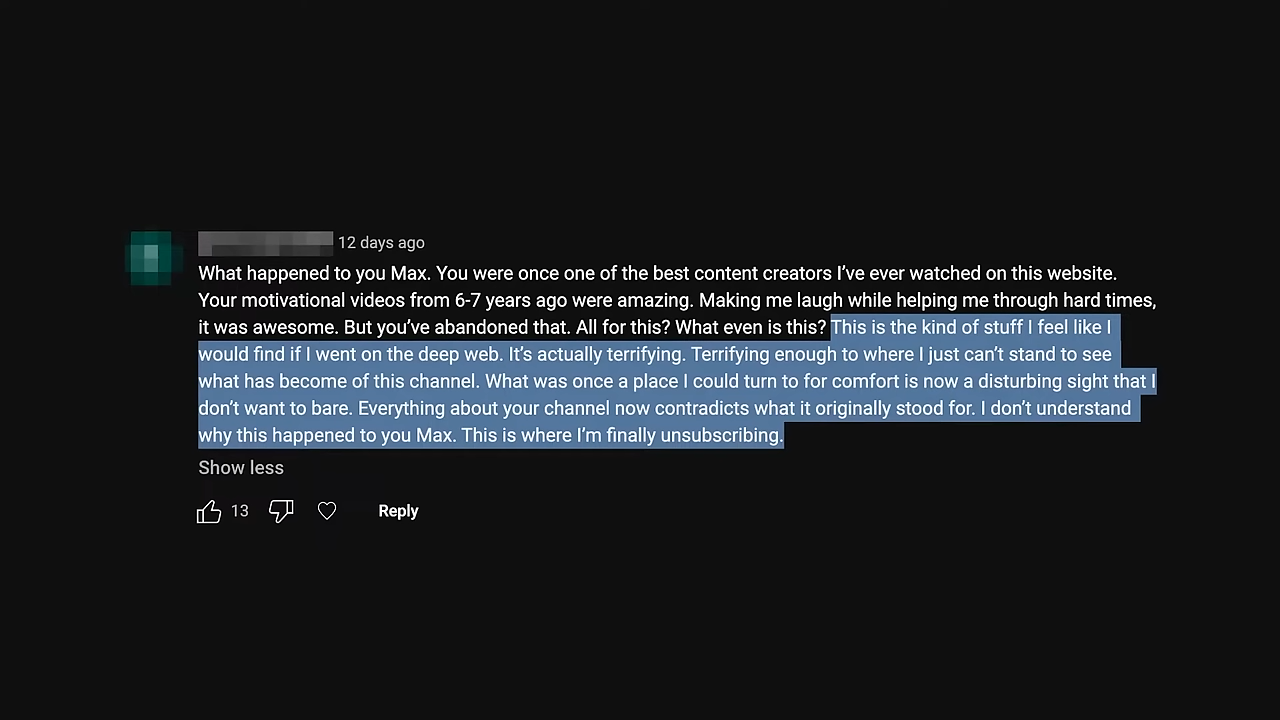 12 days ago
What happened to you Max. You were once one of the best content creators I've ever watched on this website.
Your motivational videos from 6-7 years ago were amazing. Making me laugh while helping me through hard times,
it was awesome. But you've abandoned that. All for this? What even is this? This is the kind of stuff I feel like I
would find if I went on the deep web. It's actually terrifying. Terrifying enough to where I just can't stand to see
what has become of this channel. What was once a place I could turn to for comfort is now a disturbing sight that I
don't want to bare. Everything about your channel now contradicts what it originally stood for. I don't understand
why this happened to you Max. This is where I'm finally unsubscribing.
Show less
13 Reply